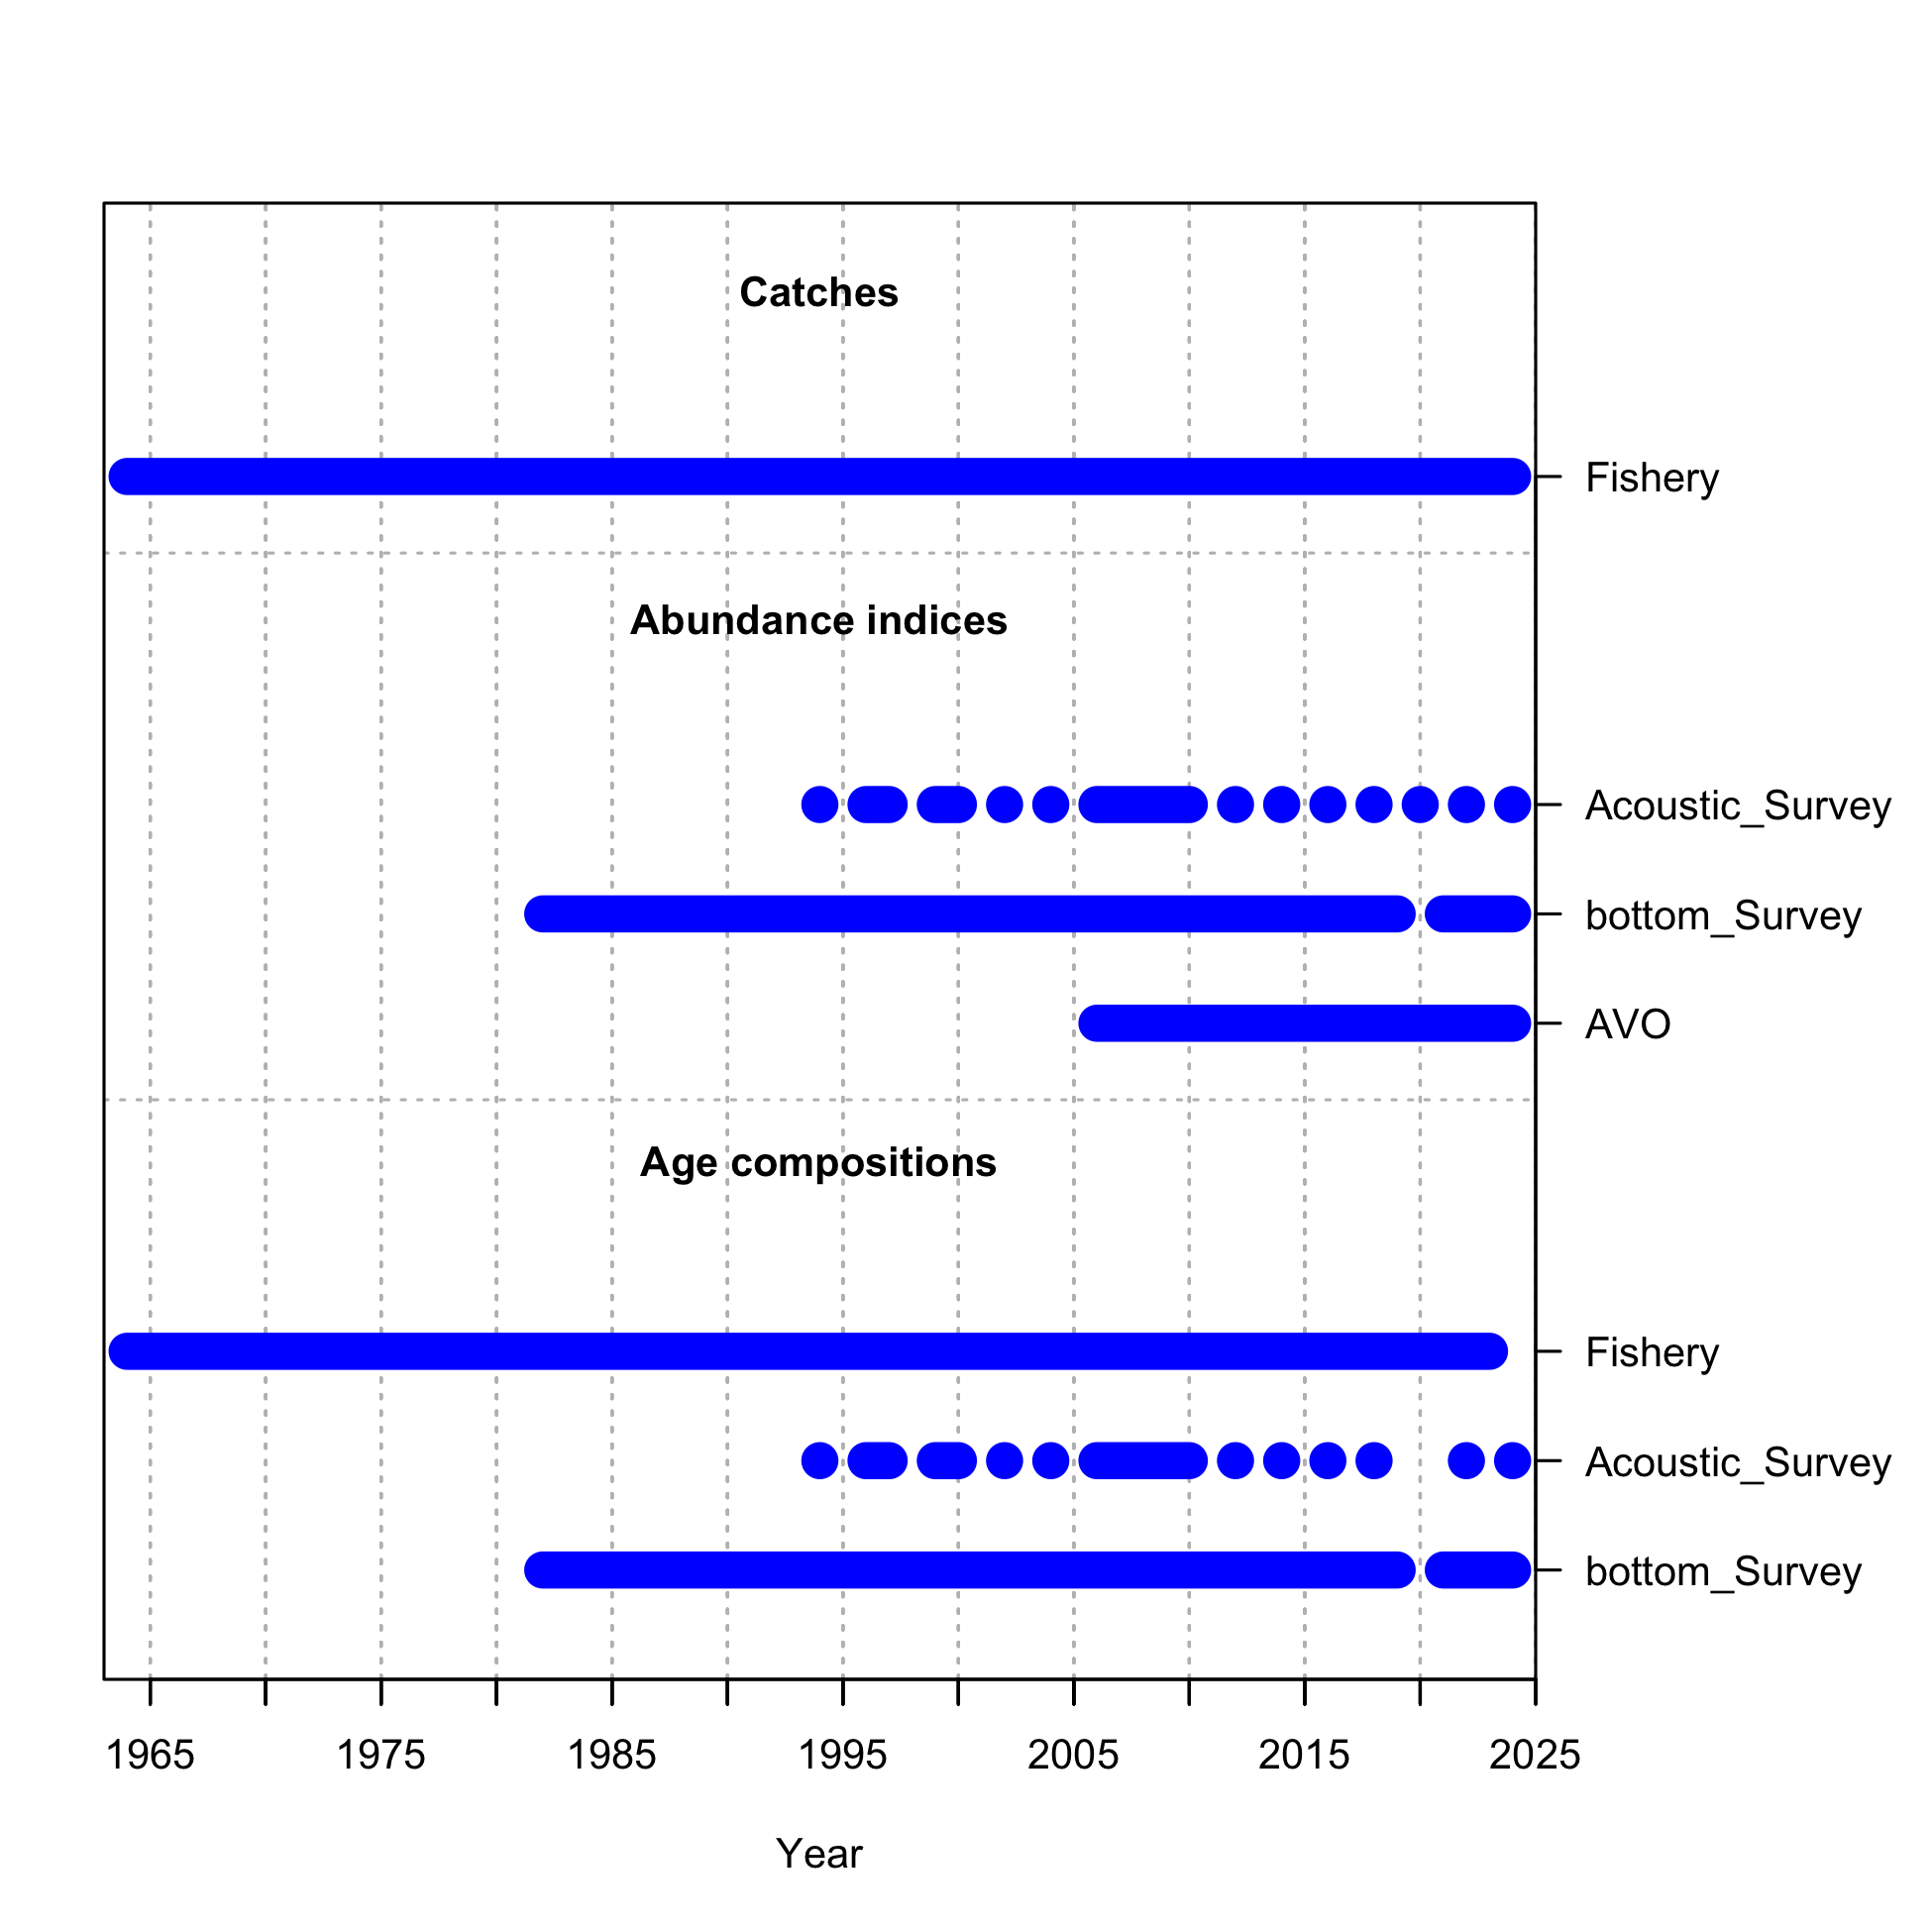 Catches
Fishery
Abundance indices
Acoustic_Survey
bottom_Survey
AVO
Age compositions
Fishery
Acoustic_Survey
bottom_Survey
1965 1975 1985 1995 2005 2015 2025
Year